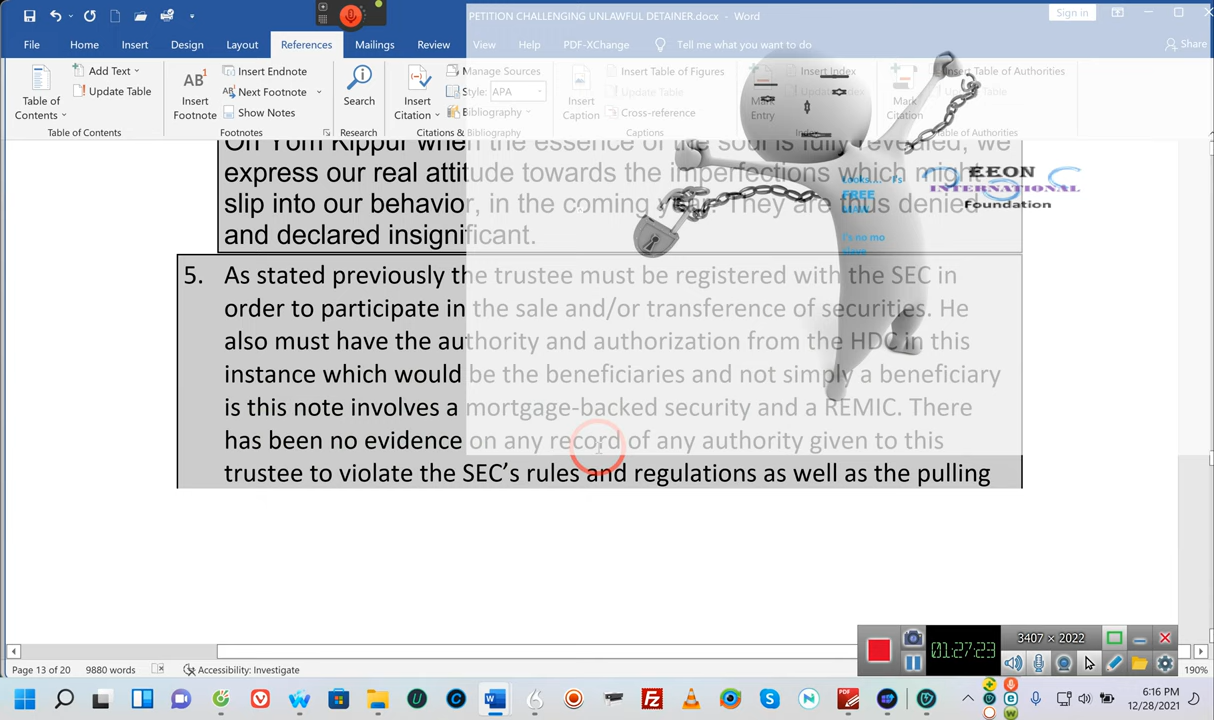 PETITION CHALLENGING UNLAWFUL DETAINER.docx - Word
Sign in
File Home Insert Design Layout References Mailings Review View Help PDF-XChange Tell me what you want to do Share
Table of Contents
Add Text
Update Table
Table of Contents
AB1
Insert Footnote
Insert Endnote
Next Footnote
Show Notes
Footnotes
Search
Research
Insert Citation
Manage Sources
Style: APA
Bibliography
Citations & Bibliography
Insert Caption
Insert Table of Figures
Update Table
Cross-reference
Captions
Mark Entry
Insert Index
Update Index
Mark Citation
Insert Table of Authorities
Table of Authorities
On Yom Kippur when the essence of the soul is fully revealed, we
express our real attitude towards the imperfections which might
slip into our behavior, in the coming year. They are thus denied
and declared insignificant.
FREE
I's no mo
slave
INTERNATIONAL
Foundation
5. As stated previously the trustee must be registered with the SEC in
order to participate in the sale and/or transference of securities. He
also must have the authority and authorization from the HDC in this
instance which would be the beneficiaries and not simply a beneficiary
is this note involves a mortgage-backed security and a REMIC. There
has been no evidence on any record of any authority given to this
trustee to violate the SEC's rules and regulations as well as the pulling
01:27:23
3407 × 2022
Page 13 of 20 9880 words Accessibility: Investigate 190%
6:16 PM
12/28/2021